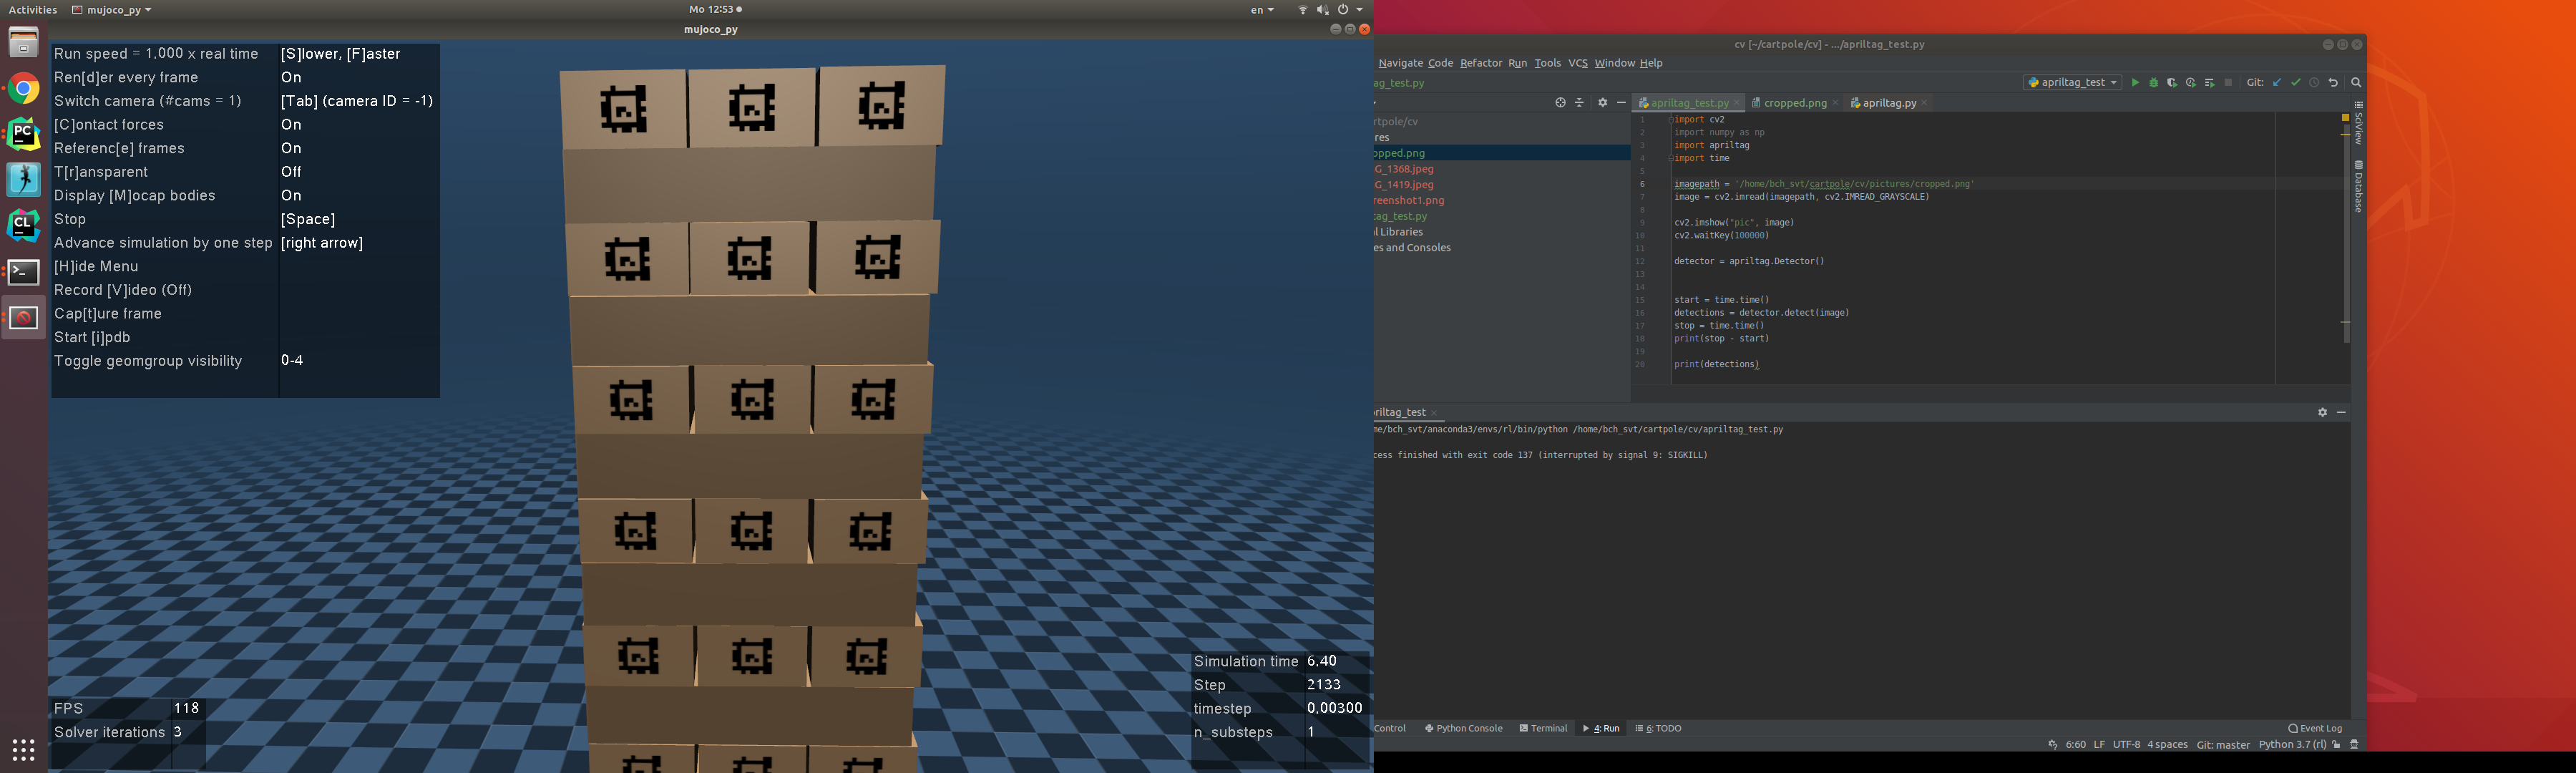 Activities
mujoco_py
Mo 12:53
en
mujoco_py
Run speed = 1.000 x real time [S]lower, [F]aster
Ren[d]er every frame On
Switch camera (#cams = 1) [Tab] (camera ID = -1)
[C]ontact forces On
Referenc[e] frames On
T[r]ansparent Off
Display [M]ocap bodies On
Stop [Space]
Advance simulation by one step [right arrow]
[H]ide Menu
Record [V]ideo (Off)
Cap[t]ure frame
Start [i]pdb
Toggle geomgroup visibility 0-4
FPS 118
Solver iterations 3
Simulation time 6.40
Step 2133
timestep 0.00300
n_substeps 1
PC
CL
cv [~/cartpole/cv] - .../apriltag_test.py
Navigate Code Refactor Run Tools VCS Window Help
tag_test.py
apriltag_test
Git:
apriltag_test.py cropped.png apriltag.py
rtpole/cv
res
opped.png
G_1368.jpeg
G_1419.jpeg
reenshot1.png
tag_test.py
l Libraries
es and Consoles
1 import cv2
2 import numpy as np
3 import apriltag
4 import time
5
6 imagepath = '/home/bch_svt/cartpole/cv/pictures/cropped.png'
7 image = cv2.imread(imagepath, cv2.IMREAD_GRAYSCALE)
8
9 cv2.imshow("pic", image)
10 cv2.waitKey(100000)
11
12 detector = apriltag.Detector()
13
14
15 start = time.time()
16 detections = detector.detect(image)
17 stop = time.time()
18 print(stop - start)
19
20 print(detections)
SciView
Database
priltag_test
me/bch_svt/anaconda3/envs/rl/bin/python /home/bch_svt/cartpole/cv/apriltag_test.py
cess finished with exit code 137 (interrupted by signal 9: SIGKILL)
Control Python Console Terminal 4: Run 6: TODO
Event Log
6:60 LF UTF-8 4 spaces Git: master Python 3.7 (rl)